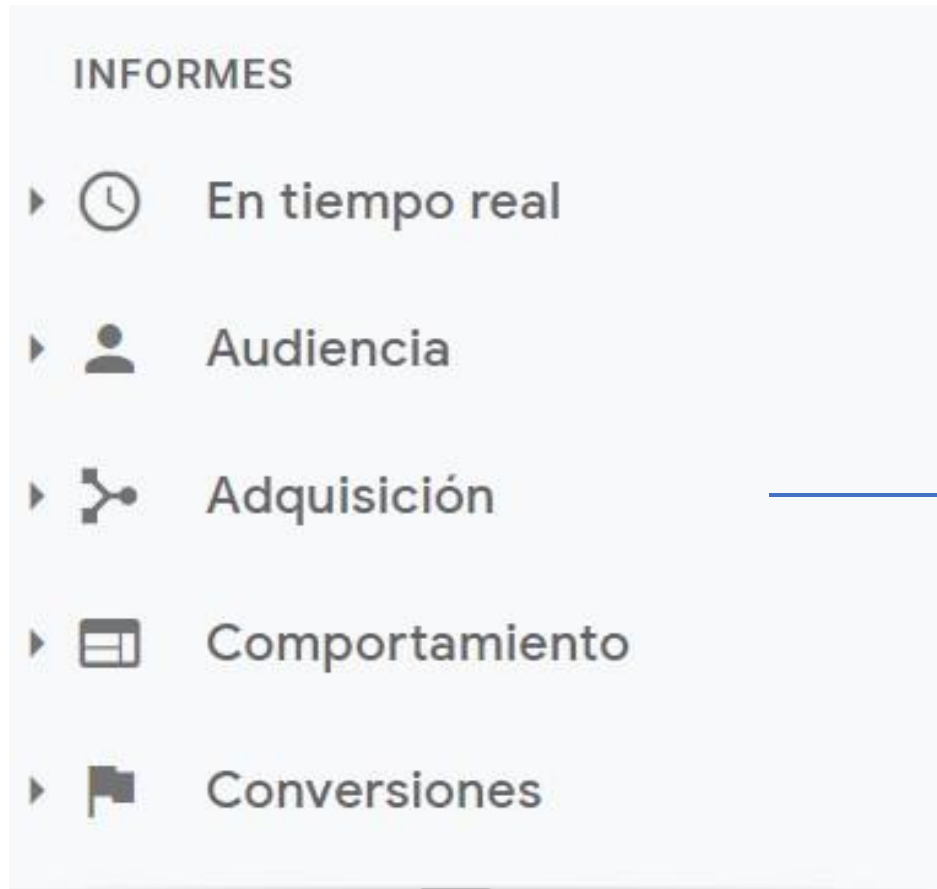 INFORMES
En tiempo real
Audiencia
Adquisición
Comportamiento
Conversiones